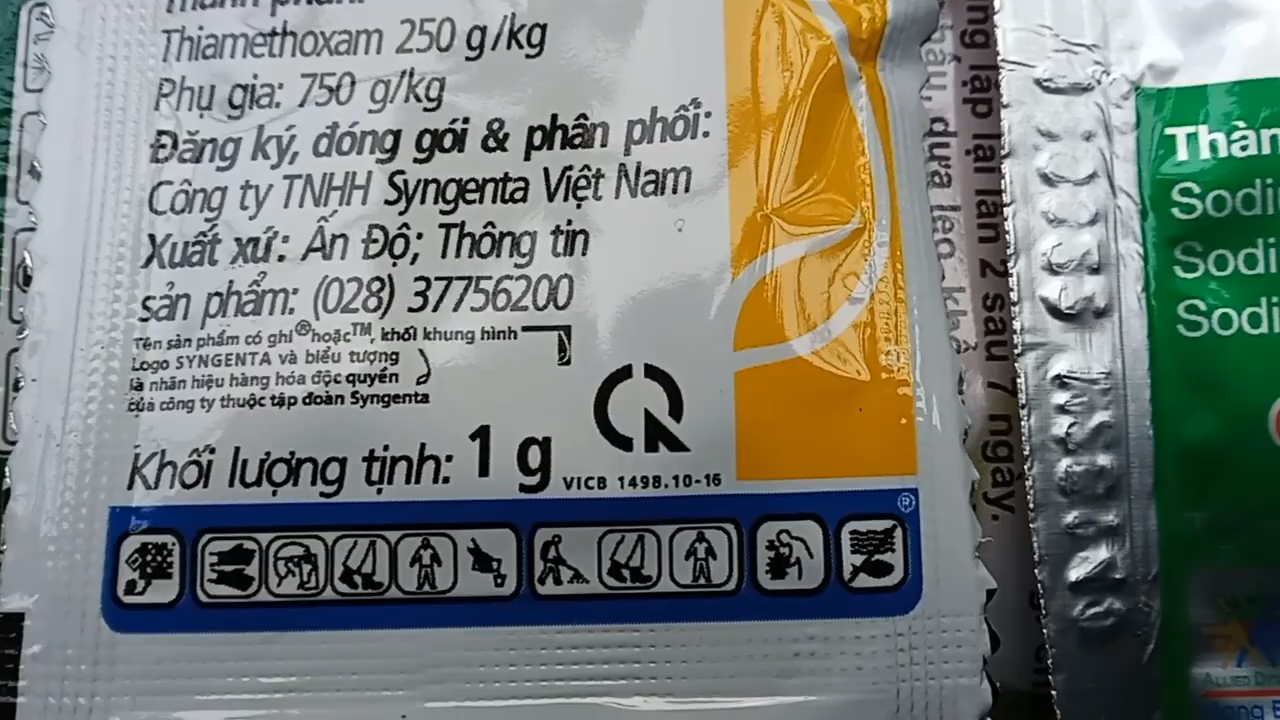 Thành phần:
Thiamethoxam 250 g/kg
Phụ gia: 750 g/kg
Đăng ký, đóng gói & phân phối:
Công ty TNHH Syngenta Việt Nam
Xuất xứ: Ấn Độ; Thông tin
sản phẩm: (028) 37756200
Tên sản phẩm có ghi ® hoặc TM, khối khung hình
Logo SYNGENTA và biểu tượng
là nhãn hiệu hàng hóa độc quyền
của công ty thuộc tập đoàn Syngenta
Khối lượng tịnh: 1 g
VICB 1498.10-16
®
lặp lại lần 2 sau 7 ngày.
dưa leo
Thàn
Sodi
Sodi
Sodi
ALLIED